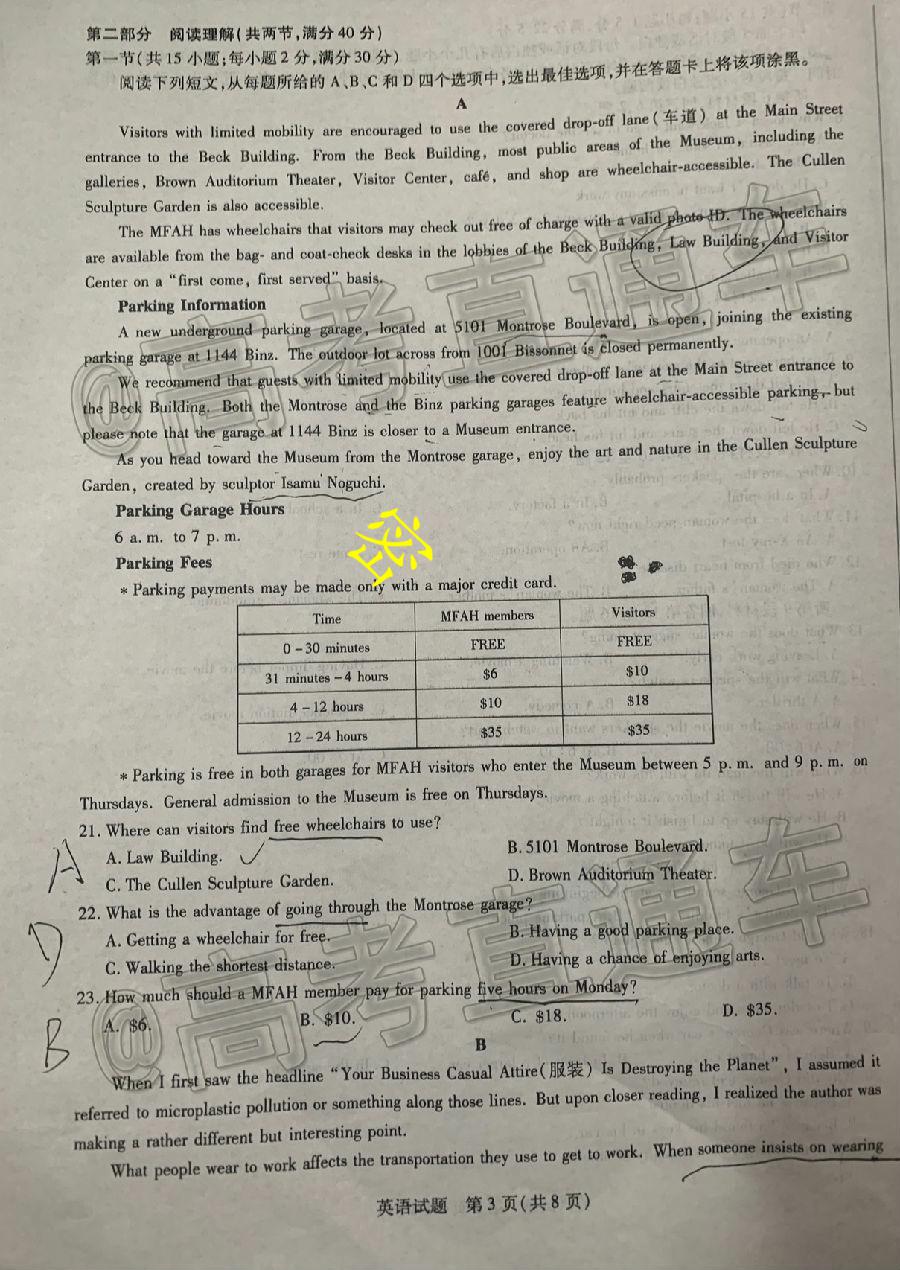 第二部分 阅读理解(共两节,满分40分)
第一节(共15小题;每小题2分,满分30分)
阅读下列短文,从每题所给的A、B、C和D四个选项中,选出最佳选项,并在答题卡上将该项涂黑。
A
Visitors with limited mobility are encouraged to use the covered drop-off lane(车道) at the Main Street
entrance to the Beck Building. From the Beck Building, most public areas of the Museum, including the
galleries, Brown Auditorium Theater, Visitor Center, café, and shop are wheelchair-accessible. The Cullen
Sculpture Garden is also accessible.
The MFAH has wheelchairs that visitors may check out free of charge with a valid photo ID. The wheelchairs
are available from the bag- and coat-check desks in the lobbies of the Beck Building, Law Building, and Visitor
Center on a "first come, first served" basis.
Parking Information
A new underground parking garage, located at 5101 Montrose Boulevard, is open, joining the existing
parking garage at 1144 Binz. The outdoor lot across from 1001 Bissonnet is closed permanently.
We recommend that guests with limited mobility use the covered drop-off lane at the Main Street entrance to
the Beck Building. Both the Montrose and the Binz parking garages feature wheelchair-accessible parking, but
please note that the garage at 1144 Binz is closer to a Museum entrance.
As you head toward the Museum from the Montrose garage, enjoy the art and nature in the Cullen Sculpture
Garden, created by sculptor Isamu Noguchi.
Parking Garage Hours
6 a.m. to 7 p.m.
Parking Fees
* Parking payments may be made only with a major credit card.
Time MFAH members Visitors
0-30 minutes FREE FREE
31 minutes-4 hours $6 $10
4-12 hours $10 $18
12-24 hours $35 $35
* Parking is free in both garages for MFAH visitors who enter the Museum between 5 p.m. and 9 p.m. on
Thursdays. General admission to the Museum is free on Thursdays.
21. Where can visitors find free wheelchairs to use?
A. Law Building. B. 5101 Montrose Boulevard.
C. The Cullen Sculpture Garden. D. Brown Auditorium Theater.
A
22. What is the advantage of going through the Montrose garage?
A. Getting a wheelchair for free. B. Having a good parking place.
C. Walking the shortest distance. D. Having a chance of enjoying arts.
D
23. How much should a MFAH member pay for parking five hours on Monday?
A. $6. B. $10. C. $18. D. $35.
B
B
When I first saw the headline "Your Business Casual Attire(服装) Is Destroying the Planet", I assumed it
referred to microplastic pollution or something along those lines. But upon closer reading, I realized the author was
making a rather different but interesting point.
What people wear to work affects the transportation they use to get to work. When someone insists on wearing
英语试题 第3页(共8页)
@高考直通车
密
@高考直通车